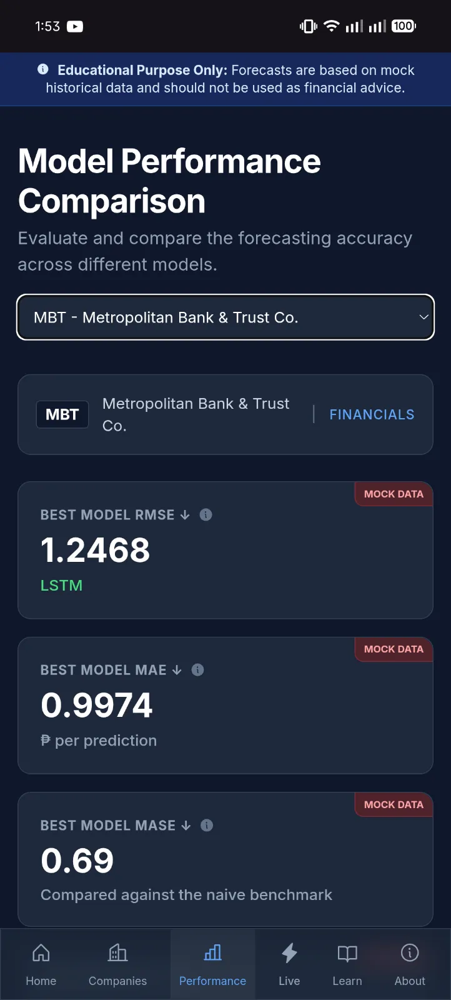 1:53
100
Educational Purpose Only: Forecasts are based on mock
historical data and should not be used as financial advice.
Model Performance
Comparison
Evaluate and compare the forecasting accuracy
across different models.
MBT - Metropolitan Bank & Trust Co.
MBT
Metropolitan Bank & Trust
Co.
| FINANCIALS
MOCK DATA
BEST MODEL RMSE ↓
1.2468
LSTM
MOCK DATA
BEST MODEL MAE ↓
0.9974
₱ per prediction
MOCK DATA
BEST MODEL MASE ↓
0.69
Compared against the naive benchmark
Home
Companies
Performance
Live
Learn
About